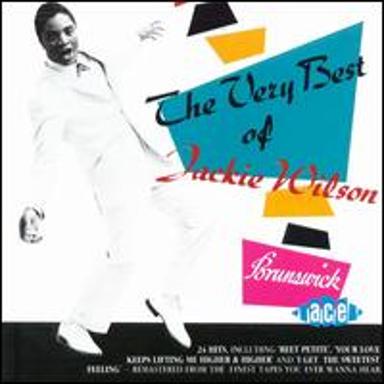 The Very Best
of
Jackie Wilson
Brunswick
ace
24 HITS, INCLUDING 'REET PETITE', 'YOUR LOVE
KEEPS LIFTING ME HIGHER & HIGHER' AND 'I GET THE SWEETEST
FEELING' - REMASTERED FROM THE FINEST TAPES YOU EVER WANNA HEAR